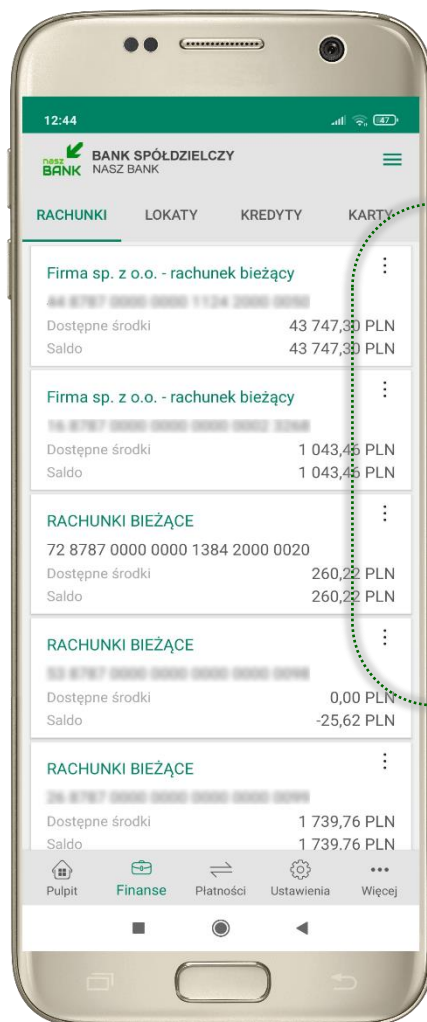 12:44
47
nasz BANK
BANK SPÓŁDZIELCZY
NASZ BANK
RACHUNKI LOKATY KREDYTY KARTY
Firma sp. z o.o. - rachunek bieżący
Dostępne środki 43 747,30 PLN
Saldo 43 747,30 PLN
Firma sp. z o.o. - rachunek bieżący
Dostępne środki 1 043,46 PLN
Saldo 1 043,46 PLN
RACHUNKI BIEŻĄCE
72 8787 0000 0000 1384 2000 0020
Dostępne środki 260,22 PLN
Saldo 260,22 PLN
RACHUNKI BIEŻĄCE
Dostępne środki 0,00 PLN
Saldo -25,62 PLN
RACHUNKI BIEŻĄCE
Dostępne środki 1 739,76 PLN
Saldo 1 739,76 PLN
Pulpit Finanse Płatności Ustawienia Więcej